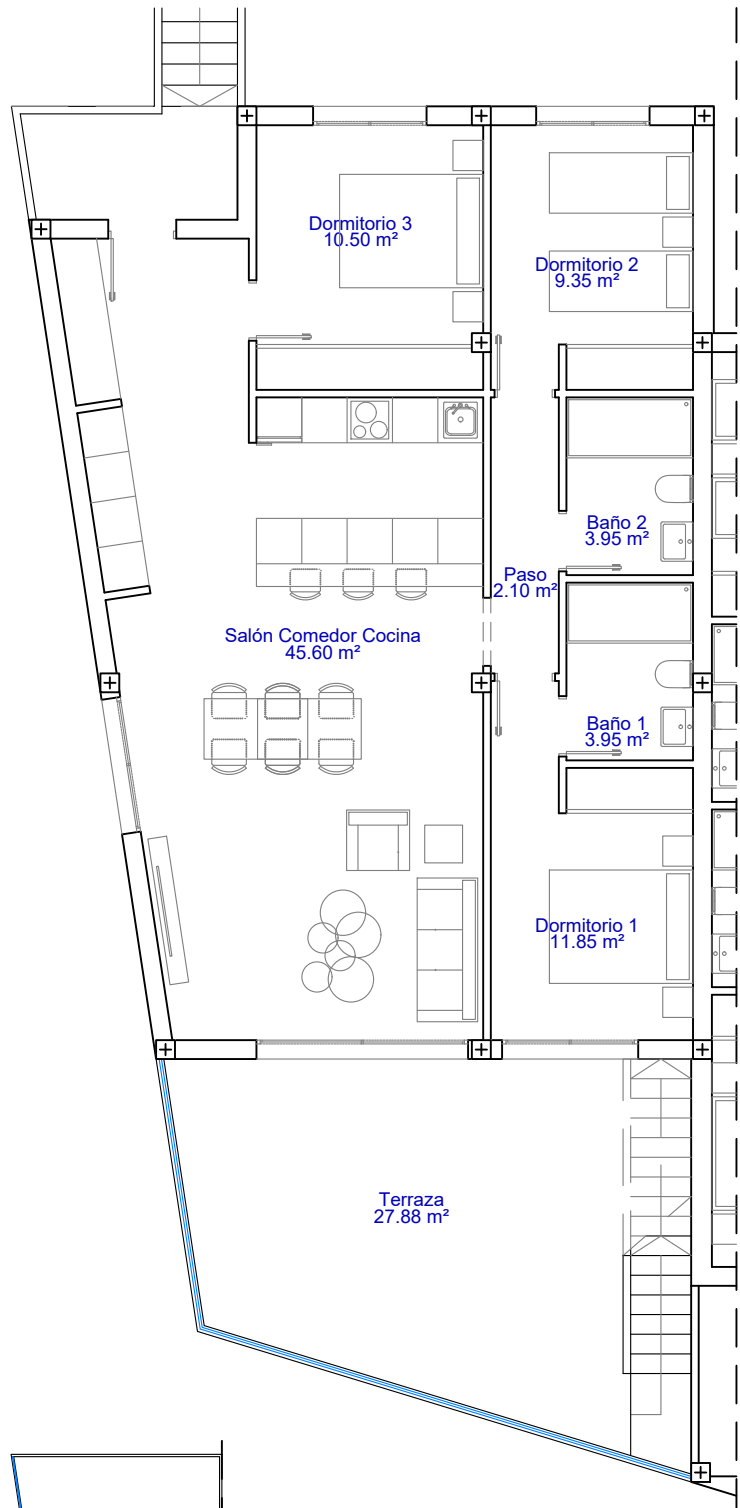 Dormitorio 3
10.50 m²
Dormitorio 2
9.35 m²
Baño 2
3.95 m²
Paso
2.10 m²
Salón Comedor Cocina
45.60 m²
Baño 1
3.95 m²
Dormitorio 1
11.85 m²
Terraza
27.88 m²